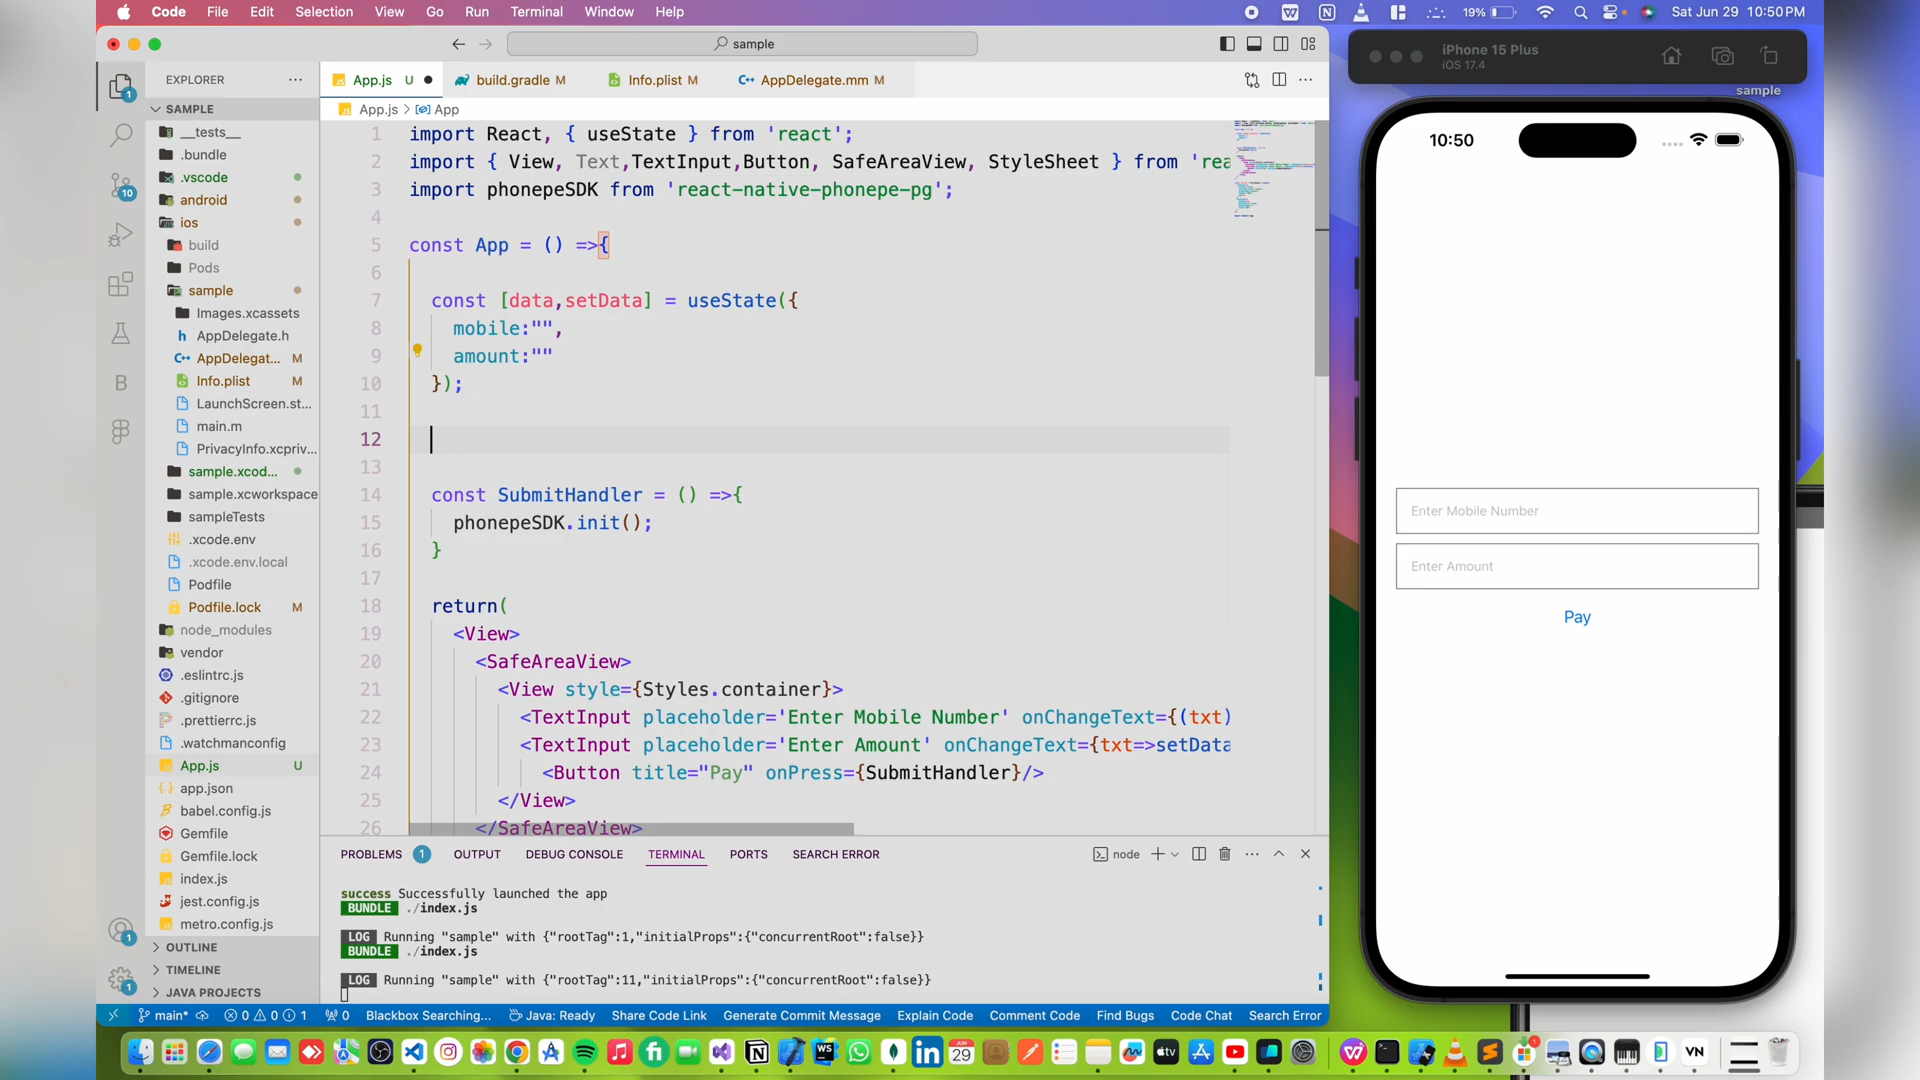 Code File Edit Selection View Go Run Terminal Window Help
19%
Sat Jun 29 10:50 PM
sample
iPhone 15 Plus
iOS 17.4
sample
EXPLORER
App.js U
build.gradle M
Info.plist M
AppDelegate.mm M
SAMPLE
App.js > App
__tests__
.bundle
.vscode
android
ios
build
Pods
sample
Images.xcassets
AppDelegate.h
AppDelegat... M
Info.plist M
LaunchScreen.st...
main.m
PrivacyInfo.xcpriv...
sample.xcod...
sample.xcworkspace
sampleTests
.xcode.env
.xcode.env.local
Podfile
Podfile.lock M
node_modules
vendor
.eslintrc.js
.gitignore
.prettierrc.js
.watchmanconfig
App.js U
app.json
babel.config.js
Gemfile
Gemfile.lock
index.js
jest.config.js
metro.config.js
OUTLINE
TIMELINE
JAVA PROJECTS
1 import React, { useState } from 'react';
2 import { View, Text,TextInput,Button, SafeAreaView, StyleSheet } from 'rea
3 import phonepeSDK from 'react-native-phonepe-pg';
4
5 const App = () =>{
6
7 const [data,setData] = useState({
8 mobile:"",
9 amount:""
10 });
11
12
13
14 const SubmitHandler = () =>{
15 phonepeSDK.init();
16 }
17
18 return(
19 <View>
20 <SafeAreaView>
21 <View style={Styles.container}>
22 <TextInput placeholder='Enter Mobile Number' onChangeText={(txt)
23 <TextInput placeholder='Enter Amount' onChangeText={txt=>setData
24 <Button title="Pay" onPress={SubmitHandler}/>
25 </View>
26 </SafeAreaView>
PROBLEMS 1 OUTPUT DEBUG CONSOLE TERMINAL PORTS SEARCH ERROR
node
success Successfully launched the app
BUNDLE ./index.js
LOG Running "sample" with {"rootTag":1,"initialProps":{"concurrentRoot":false}}
BUNDLE ./index.js
LOG Running "sample" with {"rootTag":11,"initialProps":{"concurrentRoot":false}}
main* 0 0 1 0 Blackbox Searching... Java: Ready Share Code Link Generate Commit Message Explain Code Comment Code Find Bugs Code Chat Search Error
10:50
Enter Mobile Number
Enter Amount
Pay